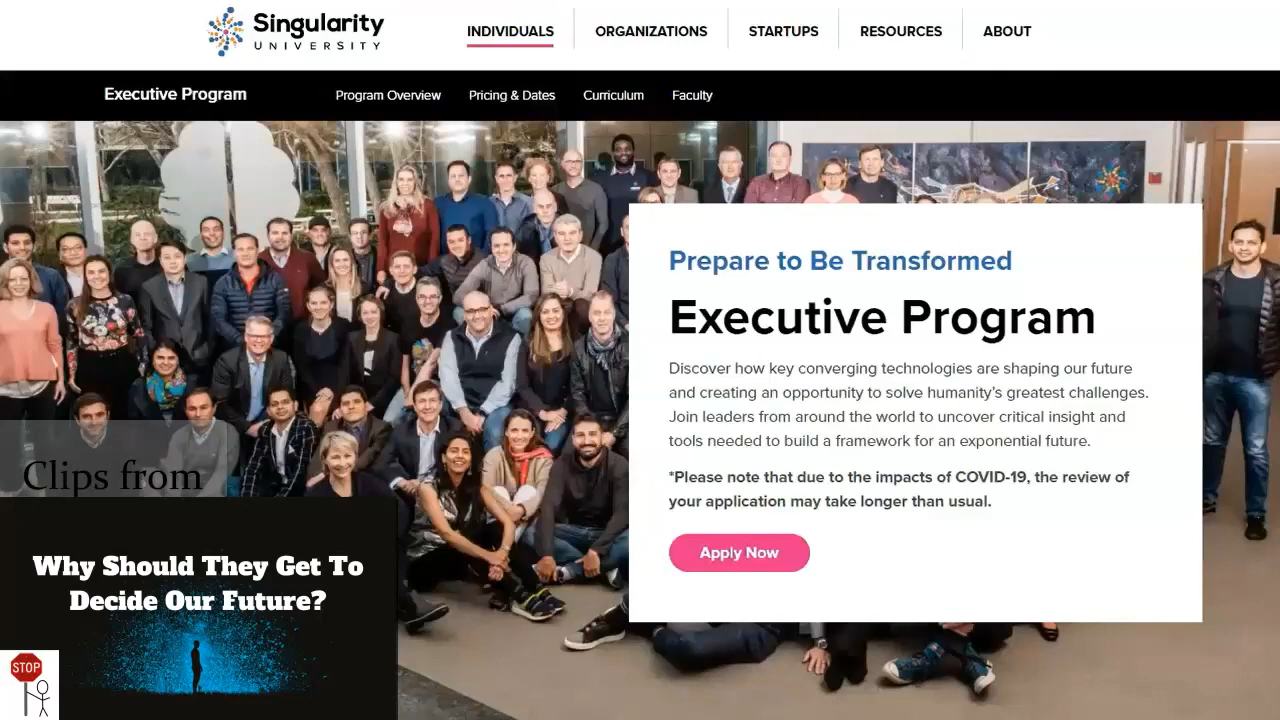 Singularity
UNIVERSITY
INDIVIDUALS
ORGANIZATIONS
STARTUPS
RESOURCES
ABOUT
Executive Program
Program Overview
Pricing & Dates
Curriculum
Faculty
Prepare to Be Transformed
Executive Program
Discover how key converging technologies are shaping our future
and creating an opportunity to solve humanity's greatest challenges.
Join leaders from around the world to uncover critical insight and
tools needed to build a framework for an exponential future.
*Please note that due to the impacts of COVID-19, the review of
your application may take longer than usual.
Apply Now
Clips from
Why Should They Get To
Decide Our Future?
STOP